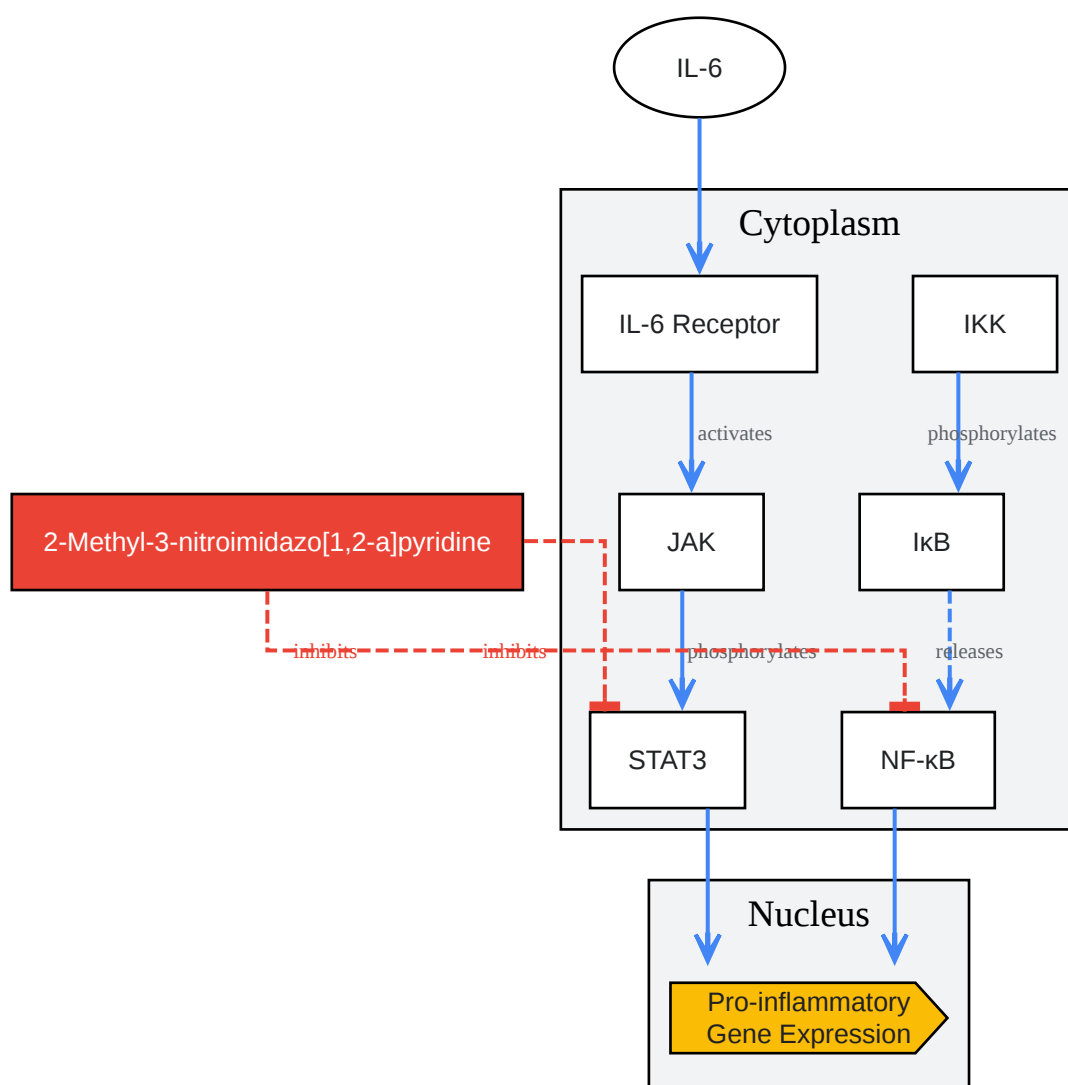 IL-6
Cytoplasm
IL-6 Receptor
IKK
activates
phosphorylates
2-Methyl-3-nitroimidazo[1,2-a]pyridine
JAK
IκB
inhibits
inhibits
phosphorylates
releases
STAT3
NF-κB
Nucleus
Pro-inflammatory
Gene Expression